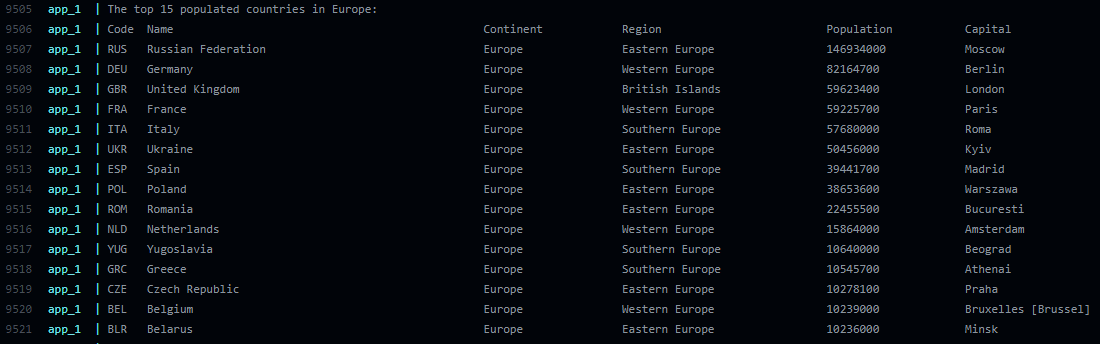 9505 app_1 | The top 15 populated countries in Europe:
9506 app_1 | Code Name Continent Region Population Capital
9507 app_1 | RUS Russian Federation Europe Eastern Europe 146934000 Moscow
9508 app_1 | DEU Germany Europe Western Europe 82164700 Berlin
9509 app_1 | GBR United Kingdom Europe British Islands 59623400 London
9510 app_1 | FRA France Europe Western Europe 59225700 Paris
9511 app_1 | ITA Italy Europe Southern Europe 57680000 Roma
9512 app_1 | UKR Ukraine Europe Eastern Europe 50456000 Kyiv
9513 app_1 | ESP Spain Europe Southern Europe 39441700 Madrid
9514 app_1 | POL Poland Europe Eastern Europe 38653600 Warszawa
9515 app_1 | ROM Romania Europe Eastern Europe 22455500 Bucuresti
9516 app_1 | NLD Netherlands Europe Western Europe 15864000 Amsterdam
9517 app_1 | YUG Yugoslavia Europe Southern Europe 10640000 Beograd
9518 app_1 | GRC Greece Europe Southern Europe 10545700 Athenai
9519 app_1 | CZE Czech Republic Europe Eastern Europe 10278100 Praha
9520 app_1 | BEL Belgium Europe Western Europe 10239000 Bruxelles [Brussel]
9521 app_1 | BLR Belarus Europe Eastern Europe 10236000 Minsk